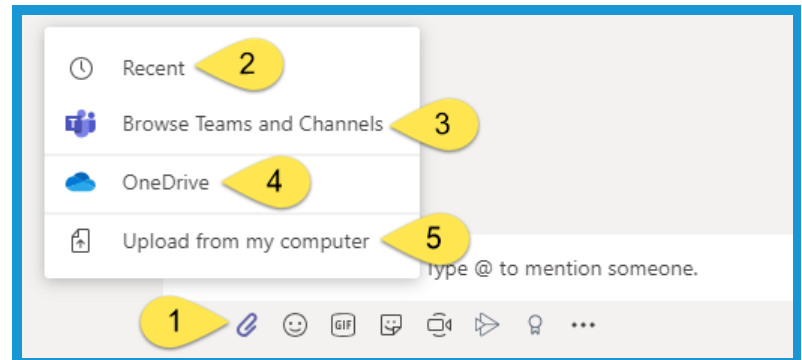 Recent 2
Browse Teams and Channels 3
OneDrive 4
Upload from my computer 5
Type @ to mention someone.
1 GIF